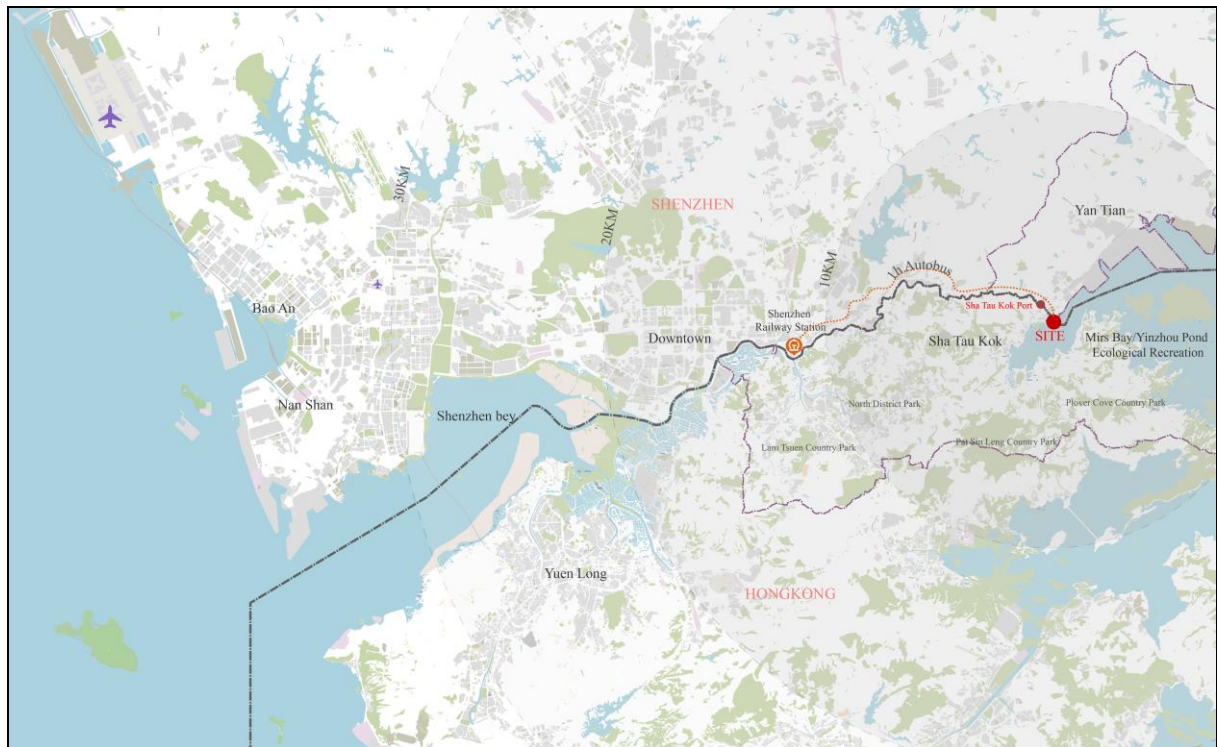 30KM
20KM
SHENZHEN
Yan Tian
10KM
1h Autobus
Bao An
Sha Tau Kok Port
Shenzhen
Railway Station
Downtown
Sha Tau Kok
SITE
Mirs Bay/Yinzhou Pond
Ecological Recreation
Nan Shan
Shenzhen bey
North District Park
Plover Cove Country Park
Lam Tsuen Country Park
Pat Sin Leng Country Park
Yuen Long
HONGKONG